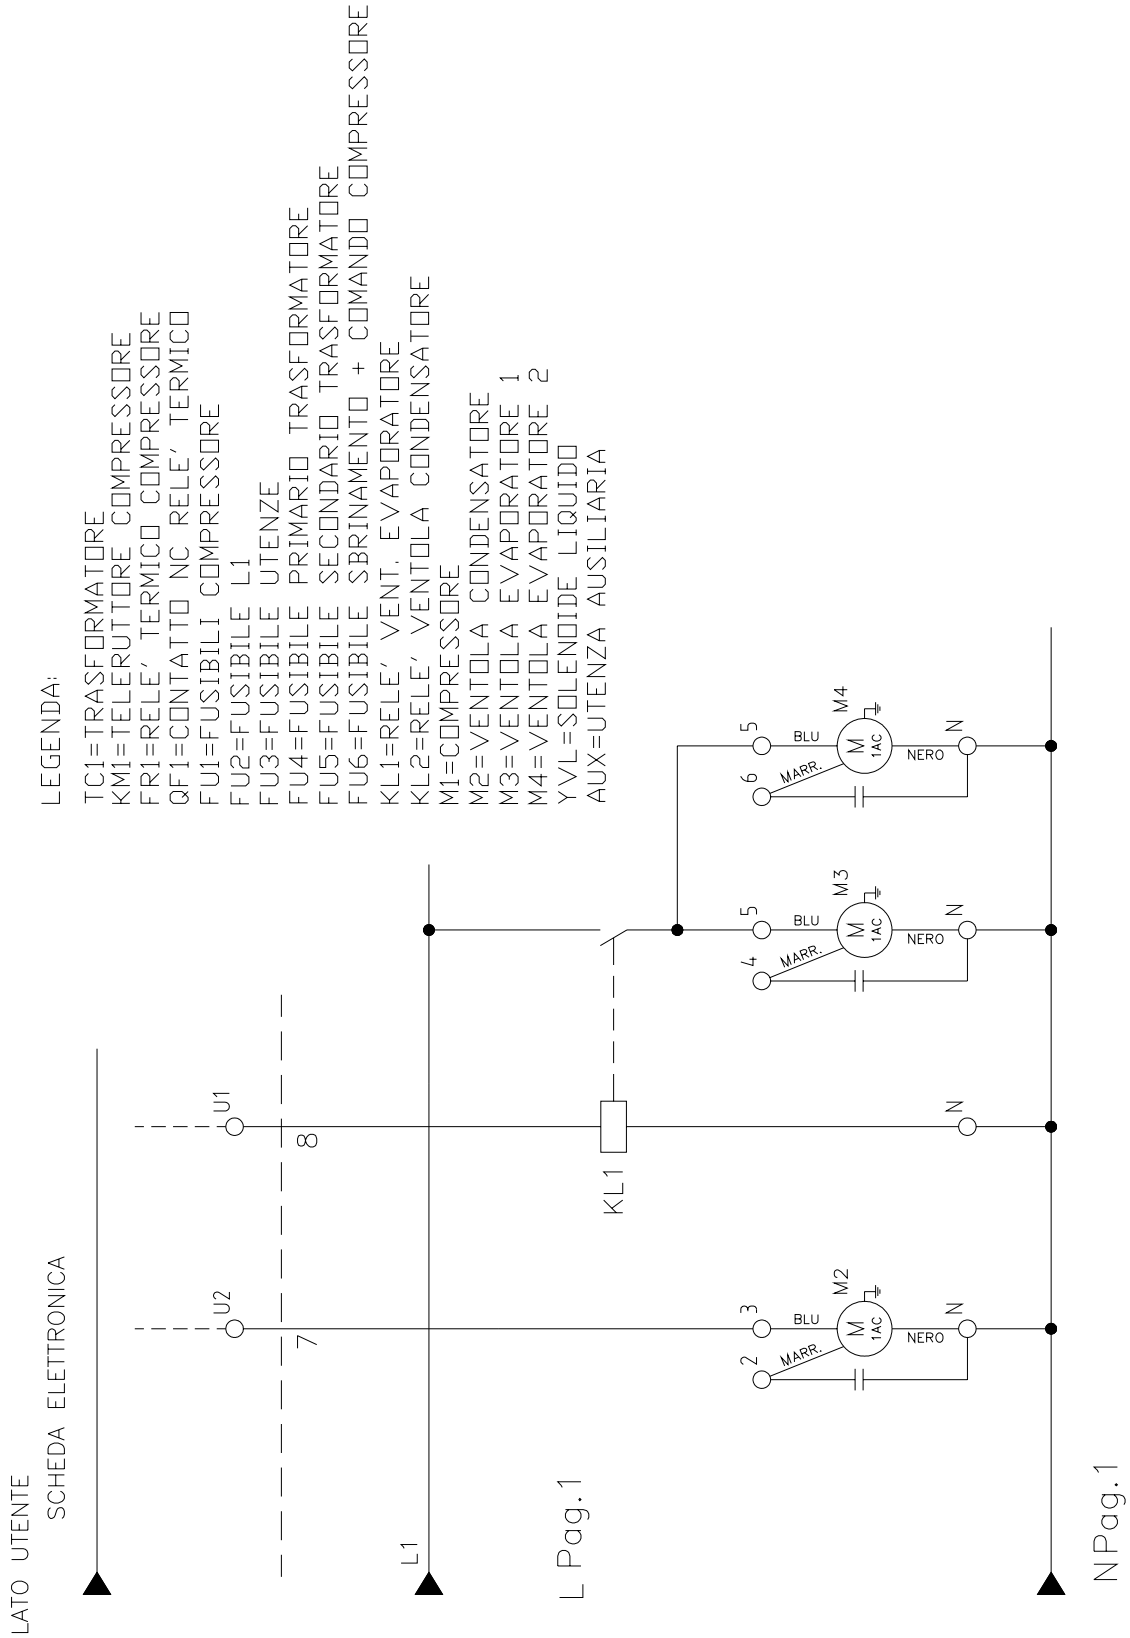 LATO UTENTE
SCHEDA ELETTRONICA
LEGENDA:
TC1=TRASFORMATORE
KM1=TELERUTTORE COMPRESSORE
FR1=RELE´ TERMICO COMPRESSORE
QF1=CONTATTO NC RELE´ TERMICO
FU1=FUSIBILI COMPRESSORE
FU2=FUSIBILE L1
FU3=FUSIBILE UTENZE
FU4=FUSIBILE PRIMARIO TRASFORMATORE
FU5=FUSIBILE SECONDARIO TRASFORMATORE
FU6=FUSIBILE SBRINAMENTO + COMANDO COMPRESSORE
KL1=RELE´ VENT. EVAPORATORE
KL2=RELE´ VENTOLA CONDENSATORE
M1=COMPRESSORE
M2=VENTOLA CONDENSATORE
M3=VENTOLA EVAPORATORE 1
M4=VENTOLA EVAPORATORE 2
YVL=SOLENOIDE LIQUIDO
AUX=UTENZA AUSILIARIA
U2
U1
7
8
L1
L Pag.1
KL1
2
3
4
5
6
5
MARR.
BLU
M2
M
1AC
NERO
N
N
MARR.
BLU
M3
M
1AC
NERO
N
MARR.
BLU
M4
M
1AC
NERO
N
NPag.1